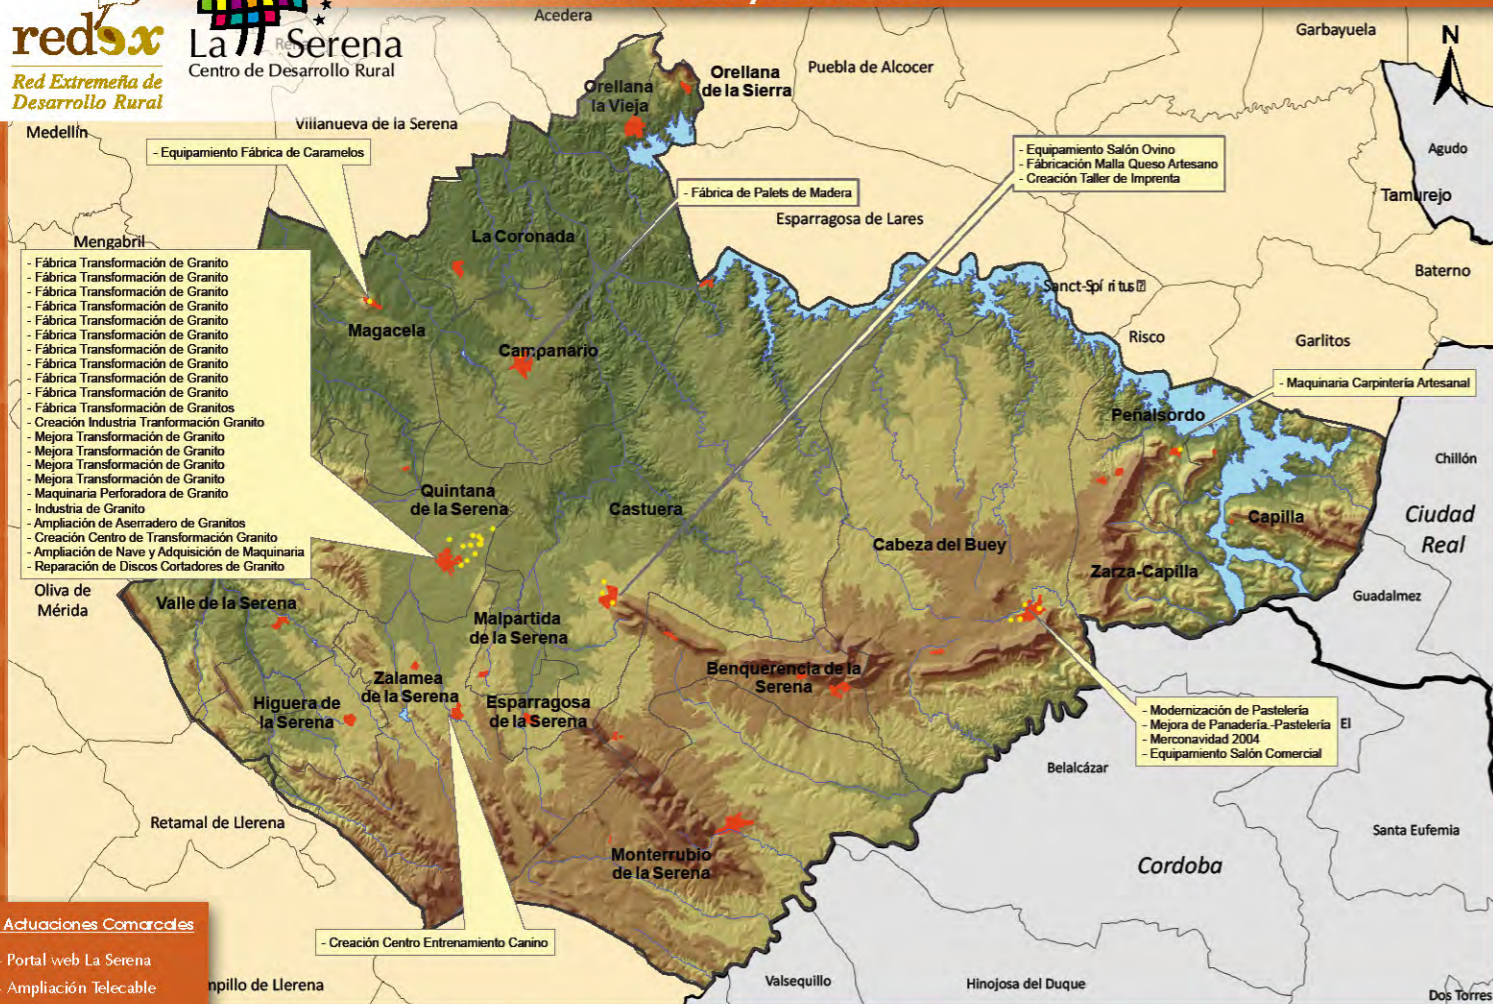 redex
Red Extremeña de
Desarrollo Rural
La Serena
Centro de Desarrollo Rural
Acedera
Garbayuela
N
Puebla de Alcocer
Orellana
de la Sierra
Orellana
la Vieja
Medellín
Villanueva de la Serena
Agudo
Tamurejo
- Equipamiento Fábrica de Caramelos
- Equipamiento Salón Ovino
- Fábricación Malla Queso Artesano
- Creación Taller de Imprenta
- Fábrica de Palets de Madera
Esparragosa de Lares
Mengabril
La Coronada
Baterno
Sanct-Spí ri tus
Risco
Garlitos
- Fábrica Transformación de Granito
- Fábrica Transformación de Granito
- Fábrica Transformación de Granito
- Fábrica Transformación de Granito
- Fábrica Transformación de Granito
- Fábrica Transformación de Granito
- Fábrica Transformación de Granito
- Fábrica Transformación de Granito
- Fábrica Transformación de Granito
- Fábrica Transformación de Granito
- Fábrica Transformación de Granitos
- Creación Industria Tranformación Granito
- Mejora Transformación de Granito
- Mejora Transformación de Granito
- Mejora Transformación de Granito
- Mejora Transformación de Granito
- Maquinaria Perforadora de Granito
- Industria de Granito
- Ampliación de Aserradero de Granitos
- Creación Centro de Transformación Granito
- Ampliación de Nave y Adquisición de Maquinaria
- Reparación de Discos Cortadores de Granito
Magacela
Campanario
- Maquinaria Carpintería Artesanal
Peñalsordo
Chillón
Quintana
de la Serena
Castuera
Capilla
Ciudad
Real
Cabeza del Buey
Zarza-Capilla
Guadalmez
Oliva de
Mérida
Valle de la Serena
Malpartida
de la Serena
Benquerencia de la
Serena
Zalamea
de la Serena
Higuera de
la Serena
Esparragosa
de la Serena
- Modernización de Pastelería
- Mejora de Panadería.-Pastelería
- Merconavidad 2004
- Equipamiento Salón Comercial
El
Belalcázar
Retamal de Llerena
Santa Eufemia
Monterrubio
de la Serena
Cordoba
Actuaciones Comarcales
- Portal web La Serena
- Ampliación Telecable
- Creación Centro Entrenamiento Canino
mpillo de Llerena
Valsequillo
Hinojosa del Duque
Dos Torres